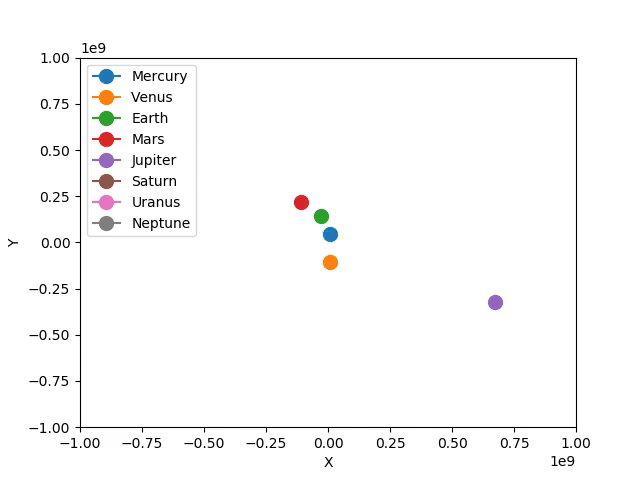 1e9
1.00
0.75
0.50
0.25
0.00
−0.25
−0.50
−0.75
−1.00
Y
Mercury
Venus
Earth
Mars
Jupiter
Saturn
Uranus
Neptune
−1.00 −0.75 −0.50 −0.25 0.00 0.25 0.50 0.75 1.00
X
1e9